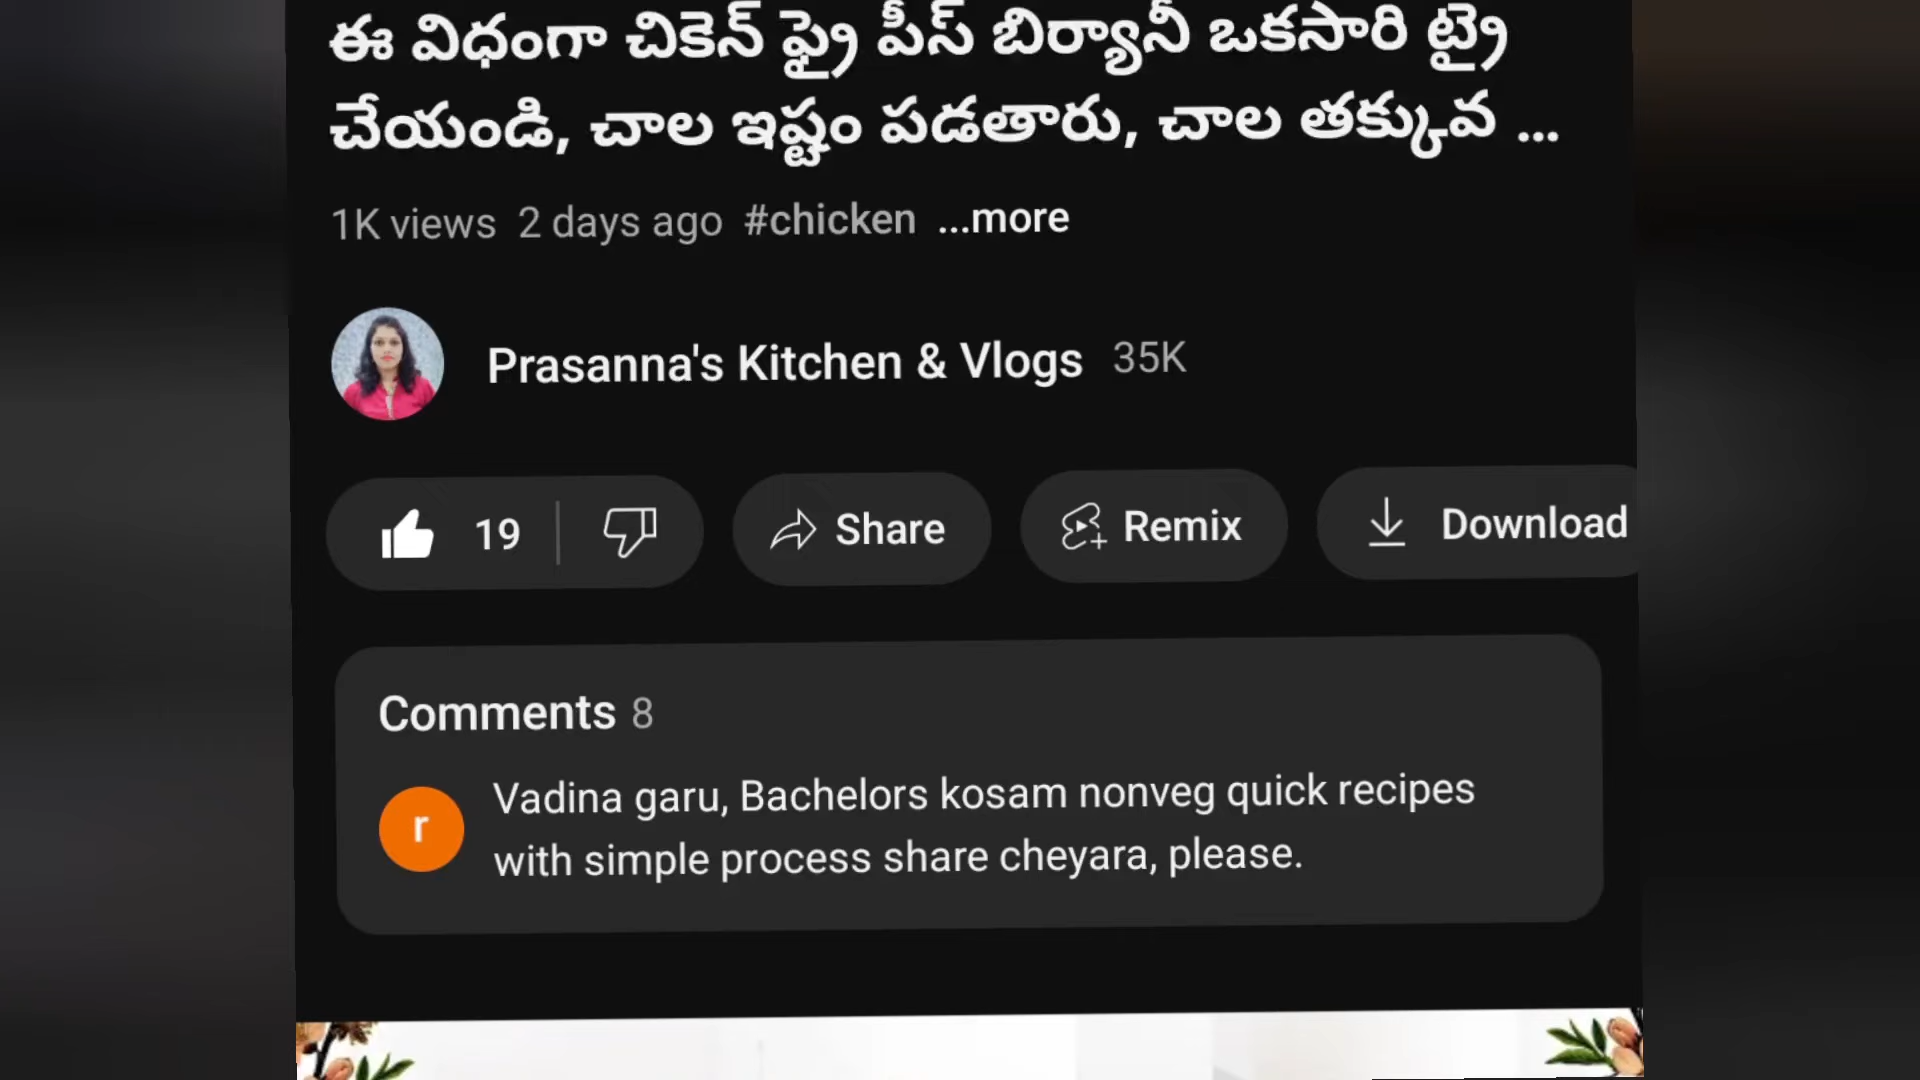 ఈ విధంగా చికెన్ ఫ్రై పీస్ బిర్యానీ ఒకసారి ట్రై
చేయండి, చాల ఇష్టం పడతారు, చాల తక్కువ ...
1K views 2 days ago #chicken ...more
Prasanna's Kitchen & Vlogs 35K
19 Share Remix Download
Comments 8
r
Vadina garu, Bachelors kosam nonveg quick recipes
with simple process share cheyara, please.